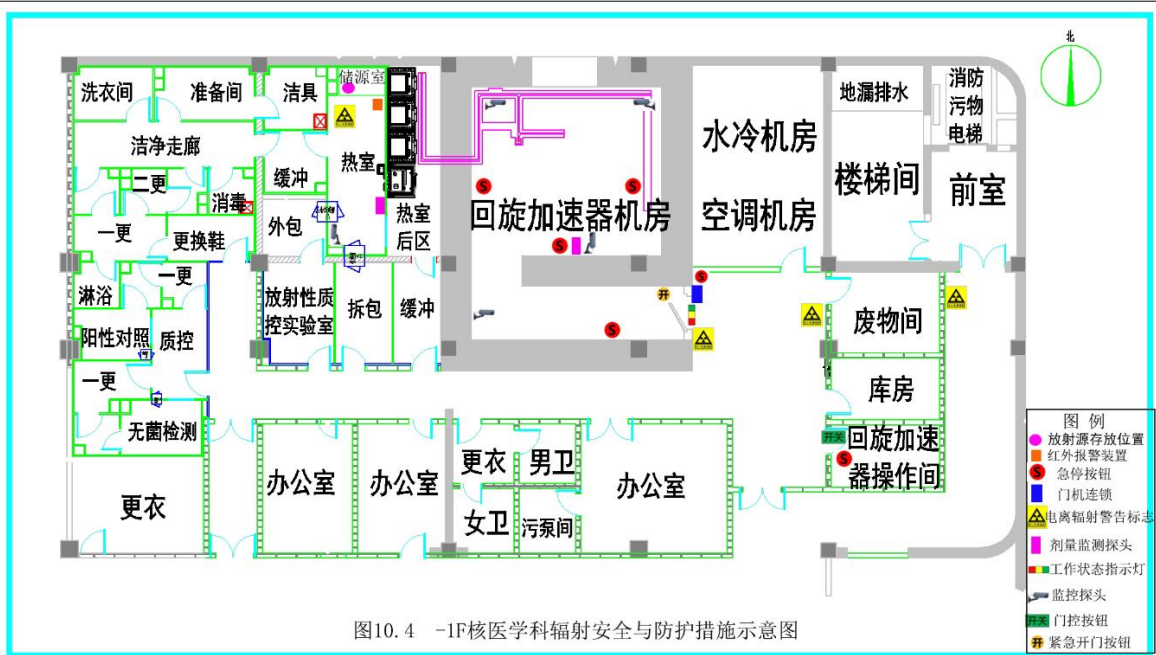 北
洗衣间
准备间
洁具
储源室
地漏排水
消防
污物
电梯
洁净走廊
热室
水冷机房
缓冲
楼梯间
前室
二更
消毒
外包
热室
后区
回旋加速器机房
空调机房
一更
更换鞋
淋浴
一更
放射性质
控实验室
拆包
缓冲
开
废物间
阳性对照
质控
一更
库房
无菌检测
更衣
男卫
开关
回旋加速
器操作间
更衣
办公室
办公室
女卫
污泵间
办公室
S
S
S
S
S
S
图例
放射源存放位置
红外报警装置
S 急停按钮
门机连锁
电离辐射警告标志
剂量监测探头
工作状态指示灯
监控探头
开关 门控按钮
开 紧急开门按钮
图10.4 -1F核医学科辐射安全与防护措施示意图